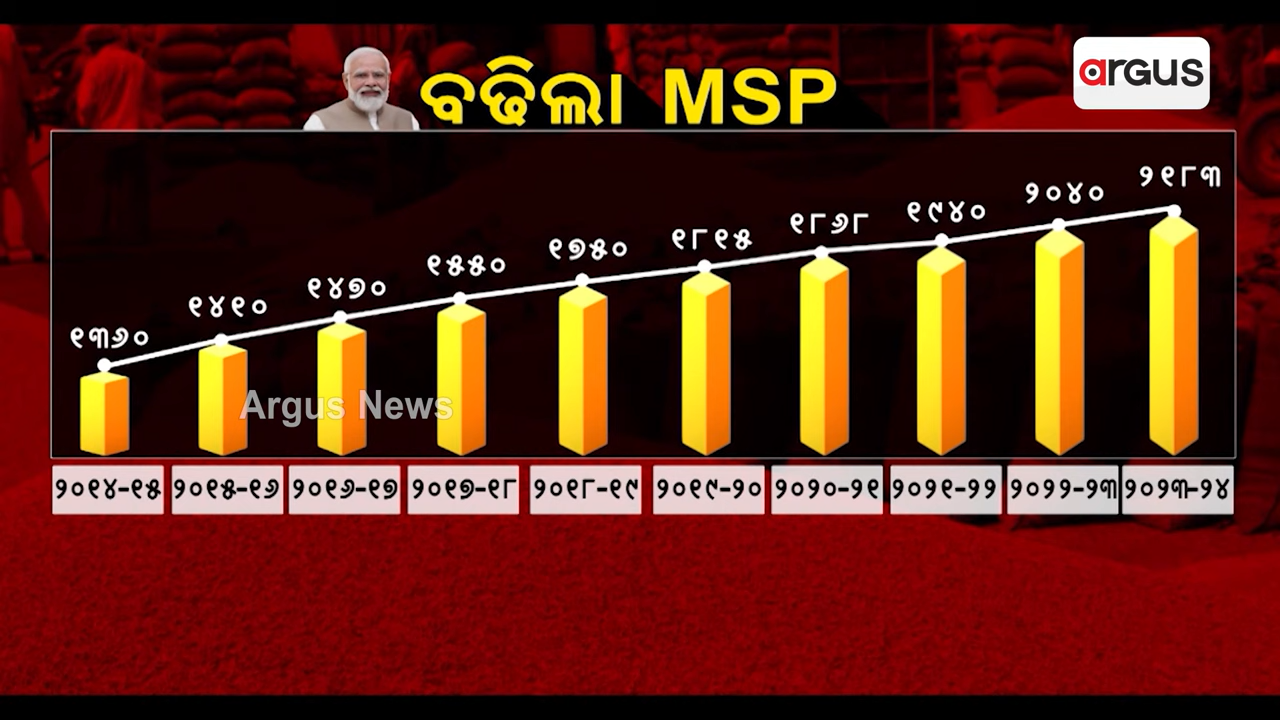 ବଢିଲା MSP
argus
୧୩୬୦ ୧୪୧୦ ୧୪୭୦ ୧୫୫୦ ୧୭୫୦ ୧୮୧୫ ୧୮୬୮ ୧୯୪୦ ୨୦୪୦ ୨୧୮୩
Argus News
୨୦୧୪-୧୫ ୨୦୧୫-୧୬ ୨୦୧୬-୧୭ ୨୦୧୭-୧୮ ୨୦୧୮-୧୯ ୨୦୧୯-୨୦ ୨୦୨୦-୨୧ ୨୦୨୧-୨୨ ୨୦୨୨-୨୩ ୨୦୨୩-୨୪